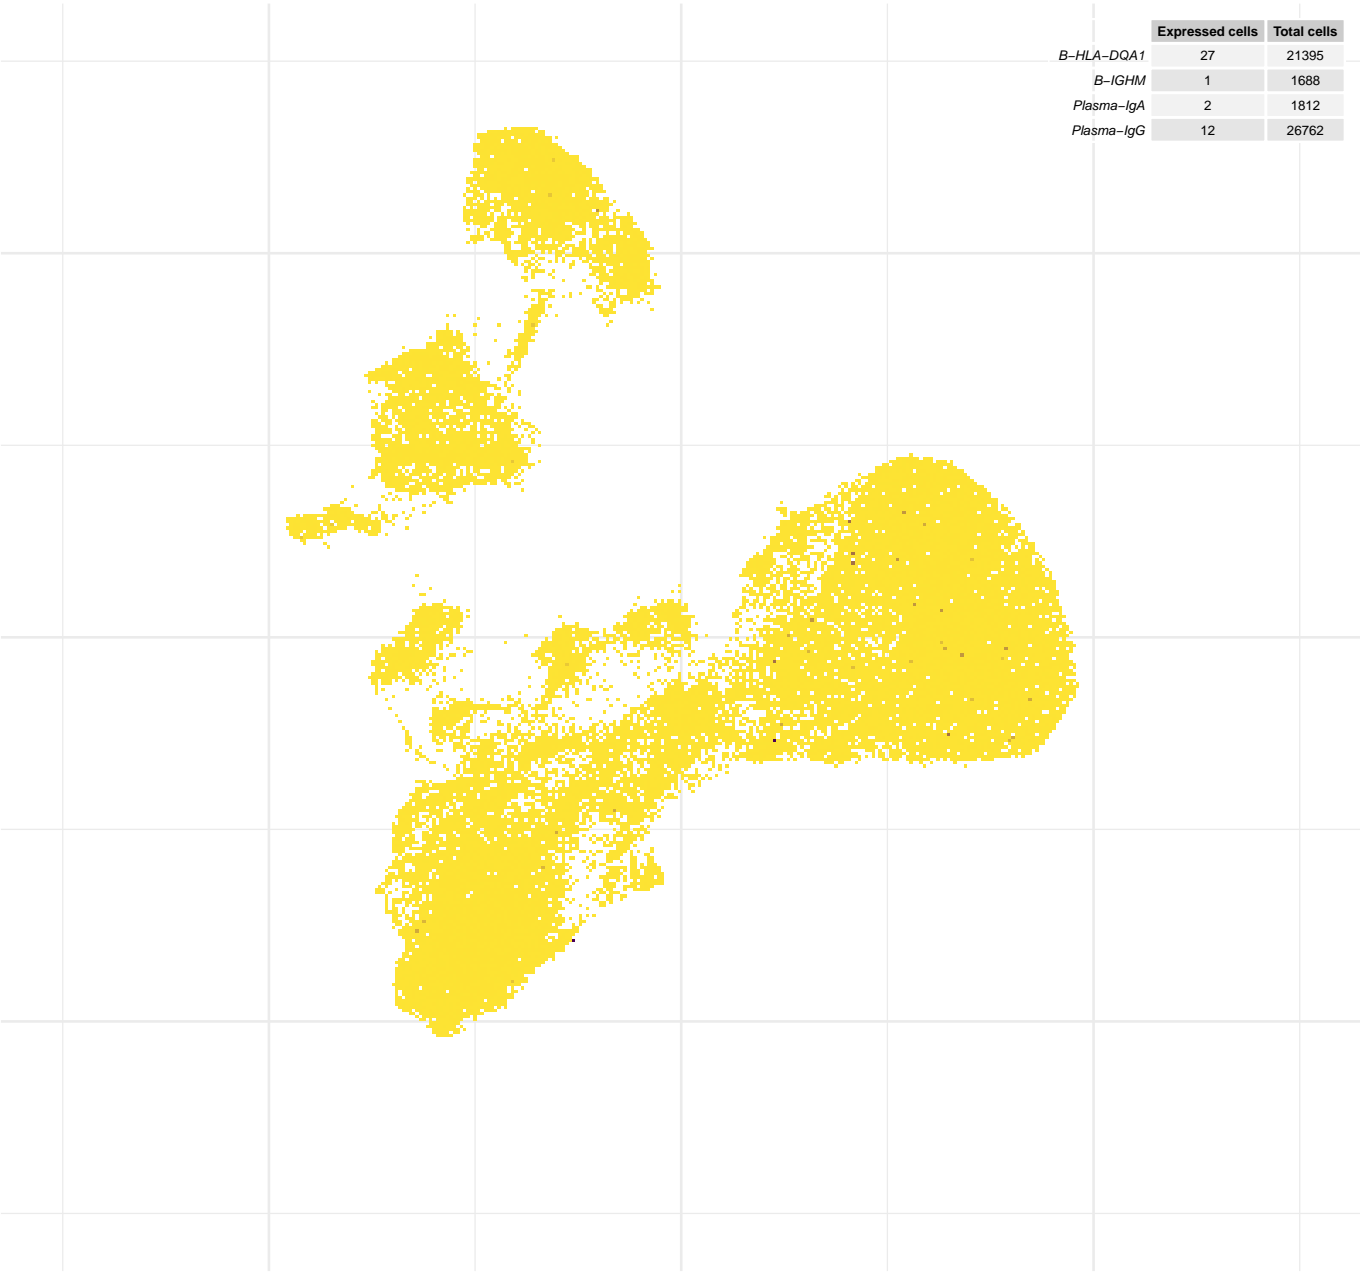 Expressed cells Total cells
B−HLA−DQA1 27 21395
B−IGHM 1 1688
Plasma−IgA 2 1812
Plasma−IgG 12 26762